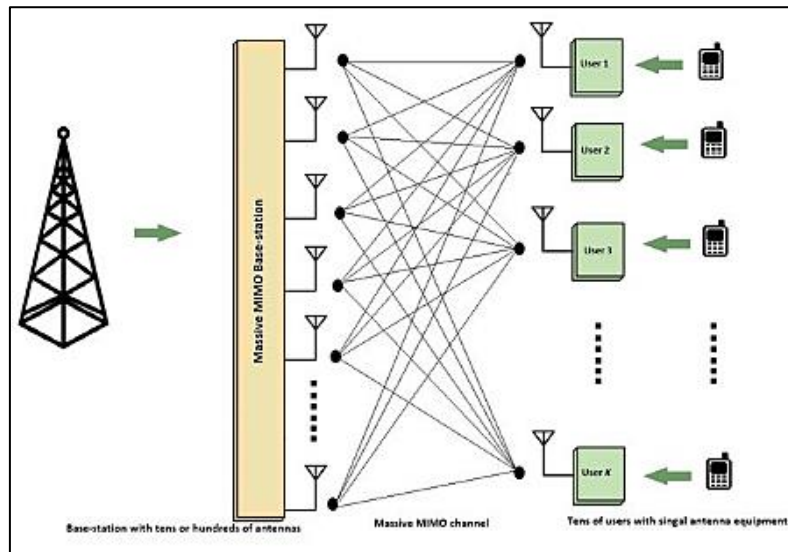 Massive MIMO Base-station
User 1
User 2
User 3
User K
Base-station with tens or hundreds of antennas
Massive MIMO channel
Tens of users with singal antenna equipment